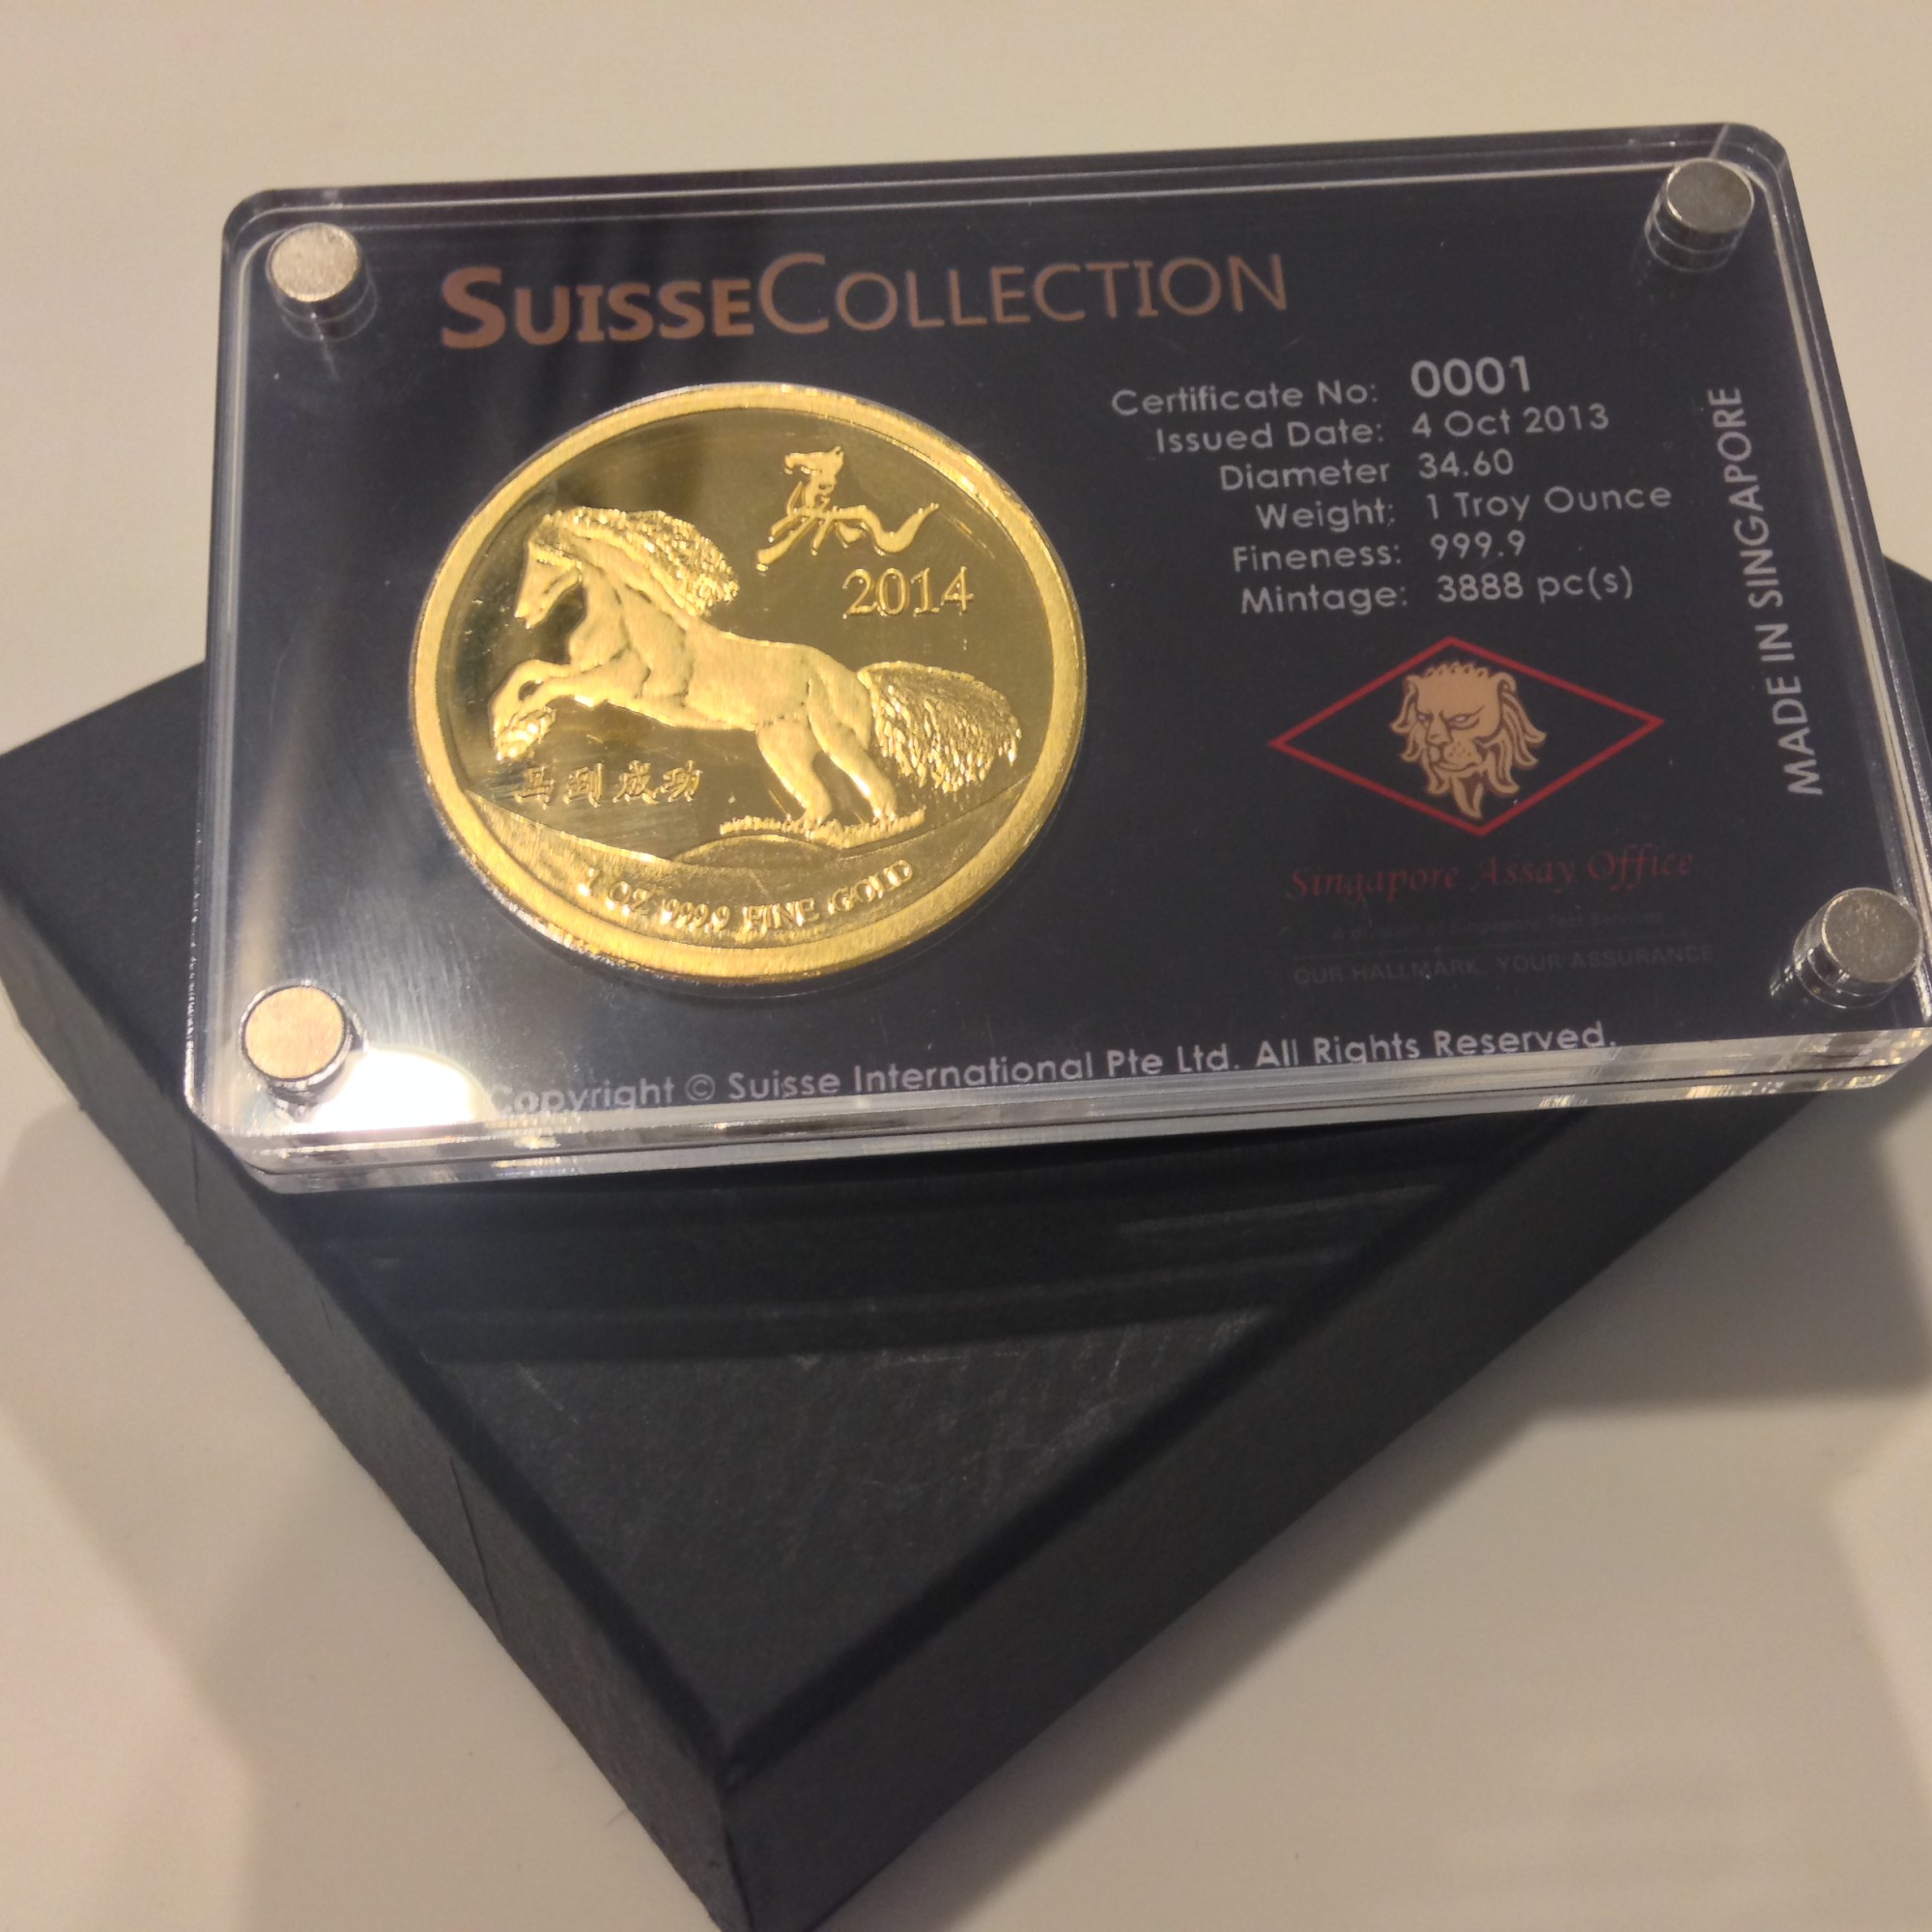 SUISSECOLLECTION
Certificate No: 0001
Issued Date: 4 Oct 2013
Diameter 34.60
Weight: 1 Troy Ounce
Fineness: 999.9
Mintage: 3888 pc(s)
MADE IN SINGAPORE
2014
马到成功
1 OZ 999.9 FINE GOLD
Singapore Assay Office
OUR HALLMARK, YOUR ASSURANCE
Copyright © Suisse International Pte Ltd. All Rights Reserved.